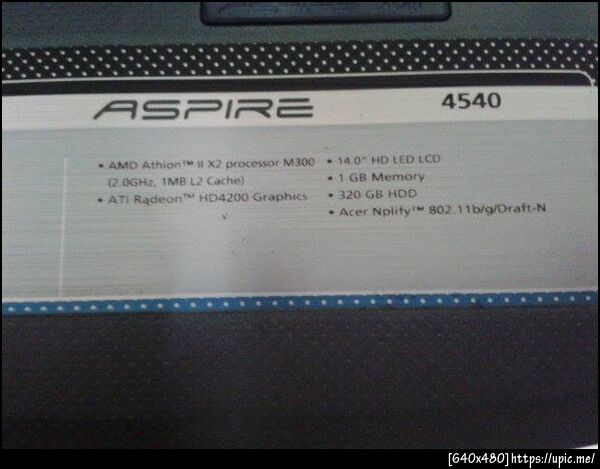 ASPIRE 4540
• AMD Athlon™ II X2 processor M300
(2.0GHz, 1MB L2 Cache)
• ATI Radeon™ HD4200 Graphics
• 14.0" HD LED LCD
• 1 GB Memory
• 320 GB HDD
• Acer Nplify™ 802.11b/g/Draft-N
[640x480]https://upic.me/